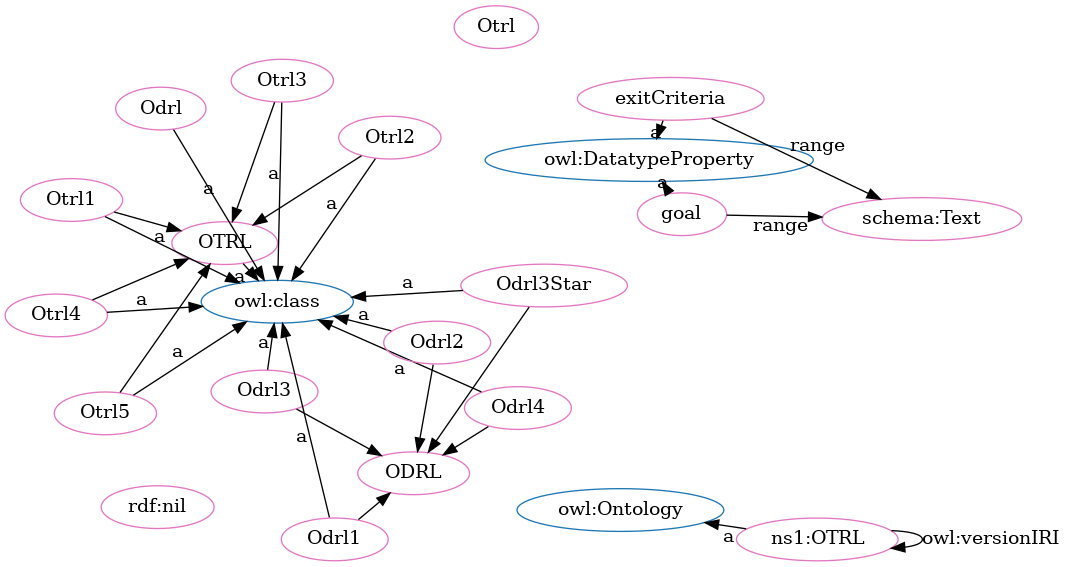 Otrl
Otrl3
Odrl
exitCriteria
Otrl2
a
range
owl:DatatypeProperty
a
a
a
a
Otrl1
a
goal
schema:Text
range
a
OTRL
a
owl:class
a
Odrl3Star
a
Otrl4
a
Odrl2
a
a
a
Odrl3
Odrl4
Otrl5
a
ODRL
rdf:nil
owl:Ontology
Odrl1
a
ns1:OTRL
owl:versionIRI